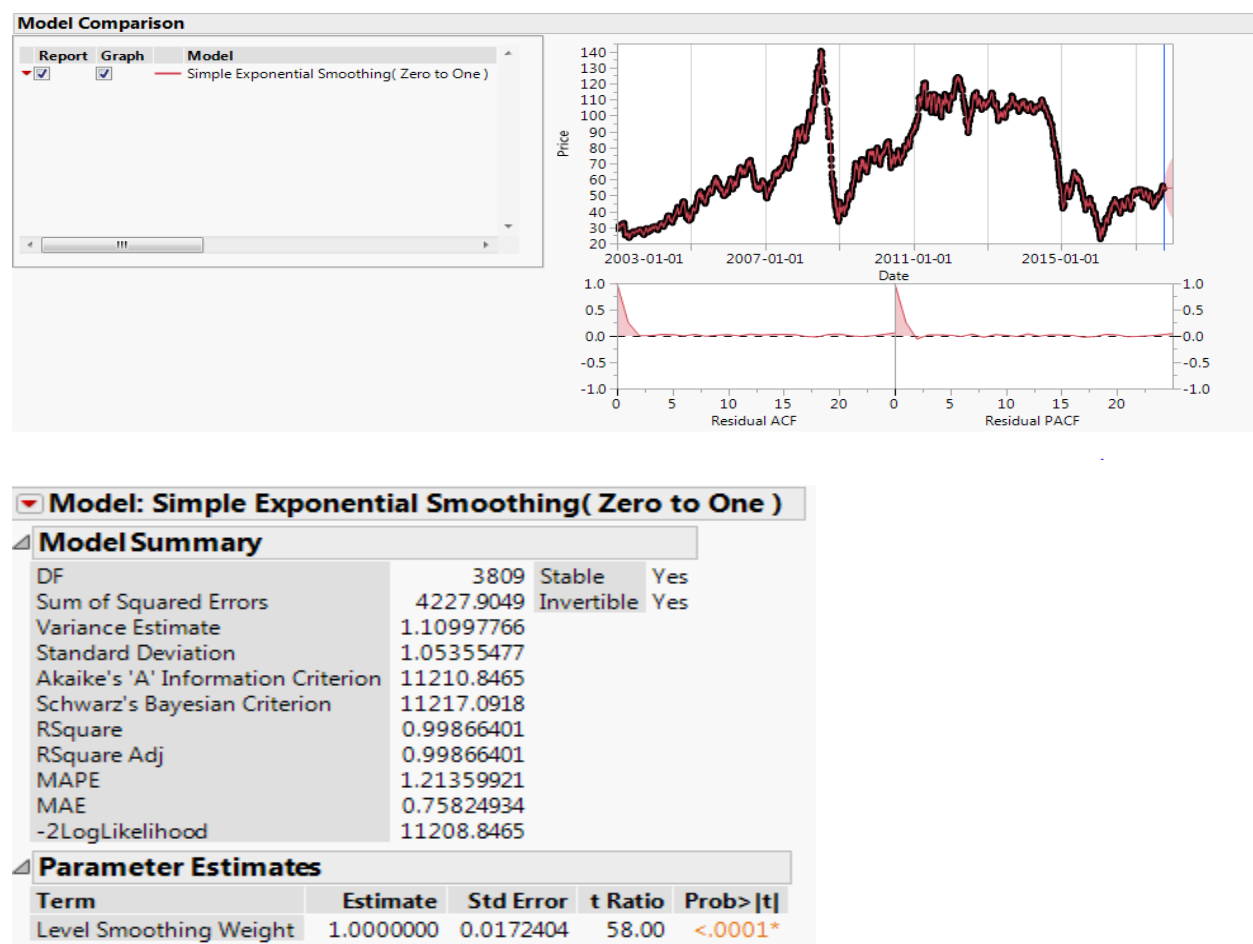 Model Comparison
Report Graph Model
Simple Exponential Smoothing( Zero to One )
140
130
120
110
100
90
80
70
60
50
40
30
20
Price
2003-01-01 2007-01-01 2011-01-01 2015-01-01
Date
1.0 1.0
0.5 0.5
0.0 0.0
-0.5 -0.5
-1.0 -1.0
0 5 10 15 20 0 5 10 15 20
Residual ACF Residual PACF
Model: Simple Exponential Smoothing( Zero to One )
Model Summary
DF 3809 Stable Yes
Sum of Squared Errors 4227.9049 Invertible Yes
Variance Estimate 1.10997766
Standard Deviation 1.05355477
Akaike's 'A' Information Criterion 11210.8465
Schwarz's Bayesian Criterion 11217.0918
RSquare 0.99866401
RSquare Adj 0.99866401
MAPE 1.21359921
MAE 0.75824934
-2LogLikelihood 11208.8465
Parameter Estimates
Term Estimate Std Error t Ratio Prob>|t|
Level Smoothing Weight 1.0000000 0.0172404 58.00 <.0001*